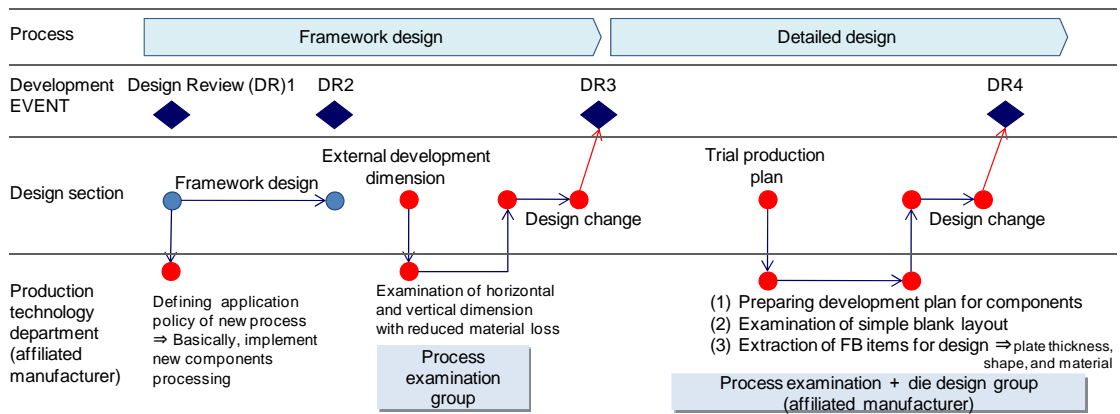 Process
Framework design
Detailed design
Development
EVENT
Design Review (DR)1
DR2
DR3
DR4
Design section
Framework design
External development
dimension
Design change
Trial production
plan
Design change
Production
technology
department
(affiliated
manufacturer)
Defining application
policy of new process
⇒ Basically, implement
new components
processing
Examination of horizontal
and vertical dimension
with reduced material loss
Process
examination
group
(1) Preparing development plan for components
(2) Examination of simple blank layout
(3) Extraction of FB items for design ⇒plate thickness,
shape, and material
Process examination + die design group
(affiliated manufacturer)